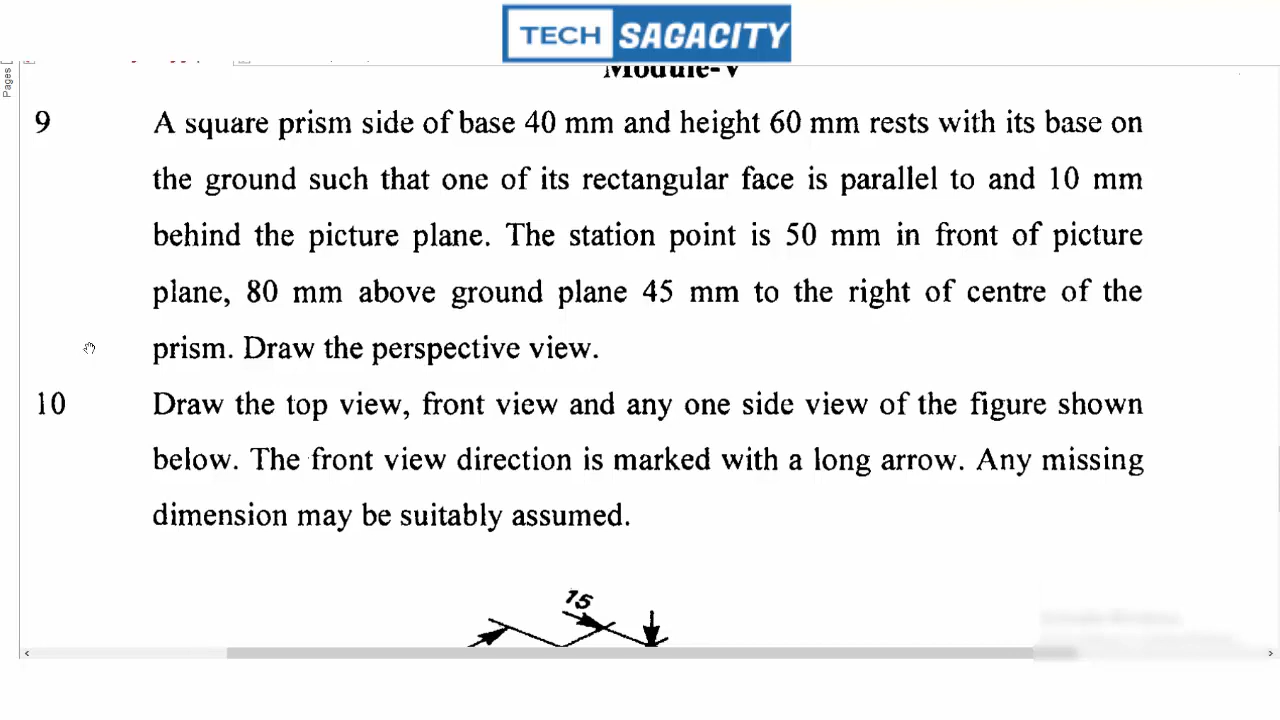 TECH SAGACITY
Pages
Module-V
9 A square prism side of base 40 mm and height 60 mm rests with its base on
the ground such that one of its rectangular face is parallel to and 10 mm
behind the picture plane. The station point is 50 mm in front of picture
plane, 80 mm above ground plane 45 mm to the right of centre of the
prism. Draw the perspective view.
10 Draw the top view, front view and any one side view of the figure shown
below. The front view direction is marked with a long arrow. Any missing
dimension may be suitably assumed.
15